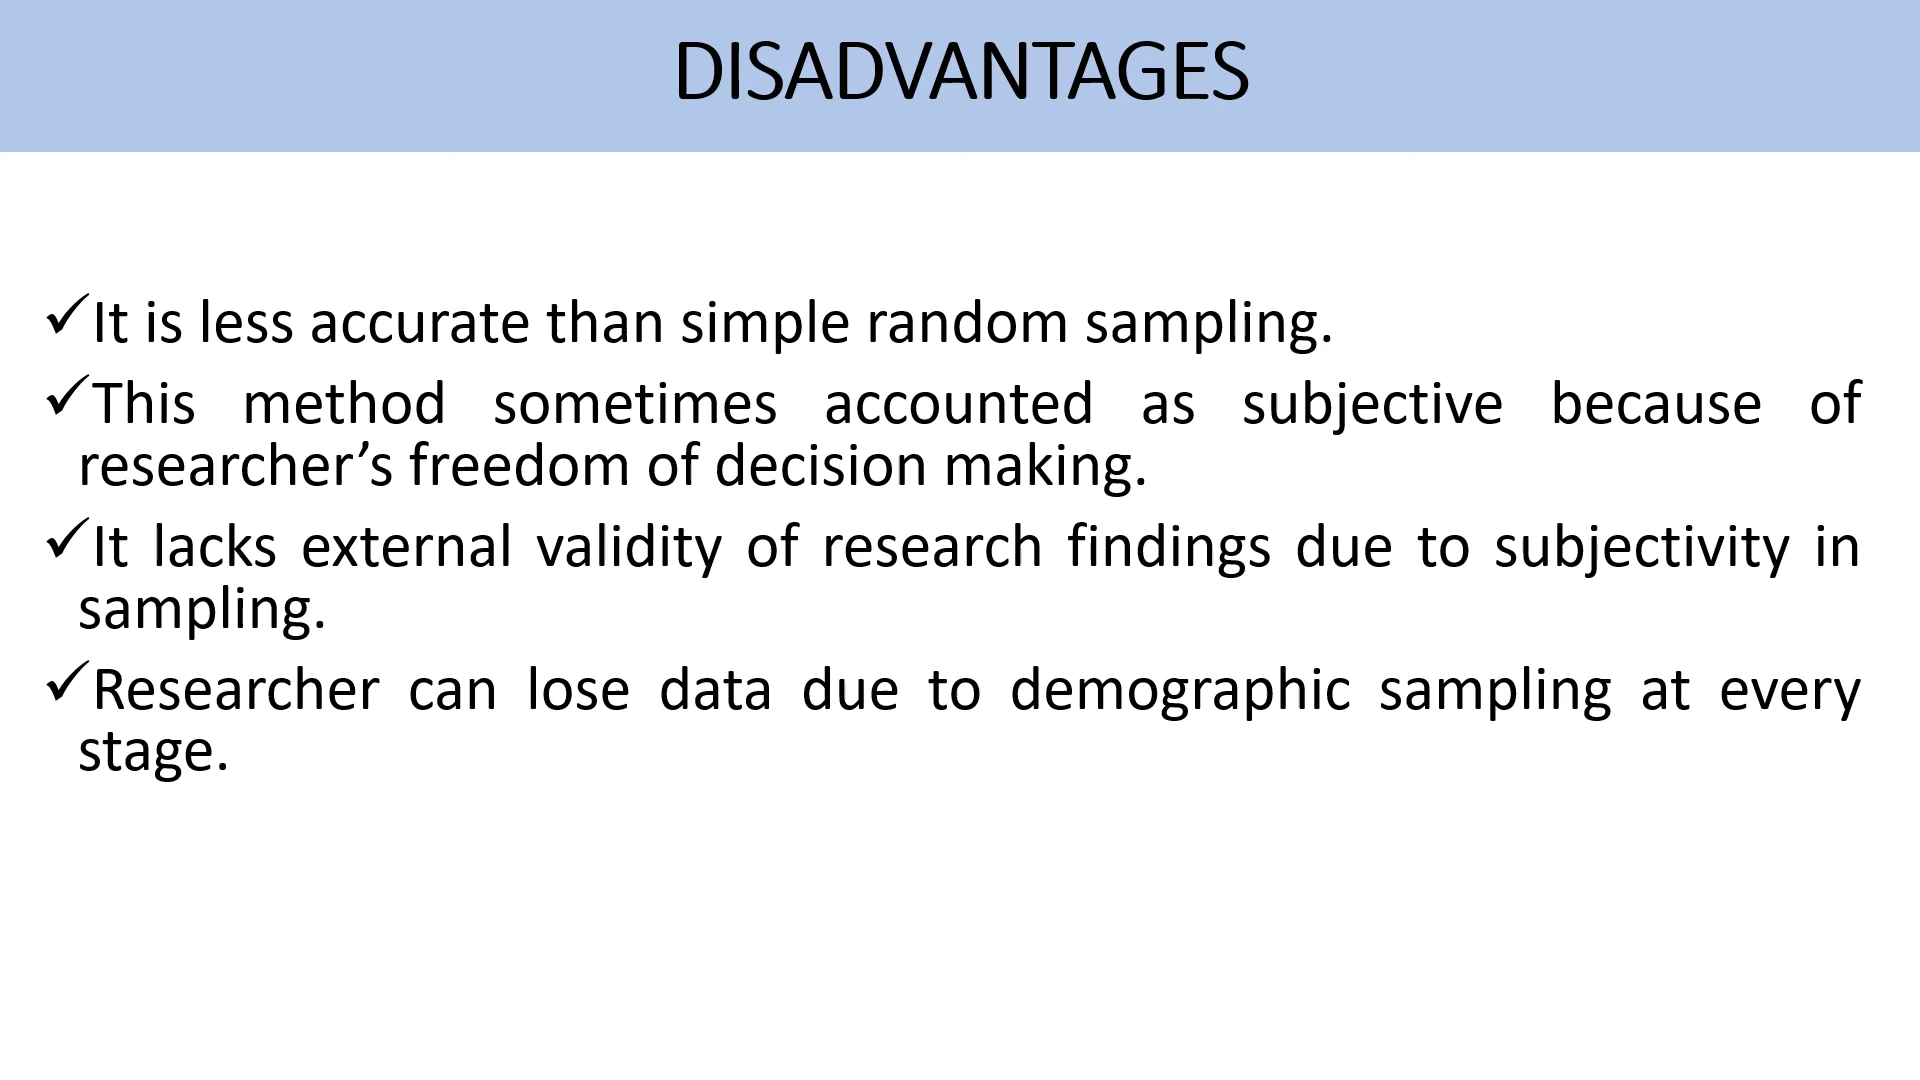 DISADVANTAGES
✓It is less accurate than simple random sampling.
✓This method sometimes accounted as subjective because of
researcher’s freedom of decision making.
✓It lacks external validity of research findings due to subjectivity in
sampling.
✓Researcher can lose data due to demographic sampling at every
stage.